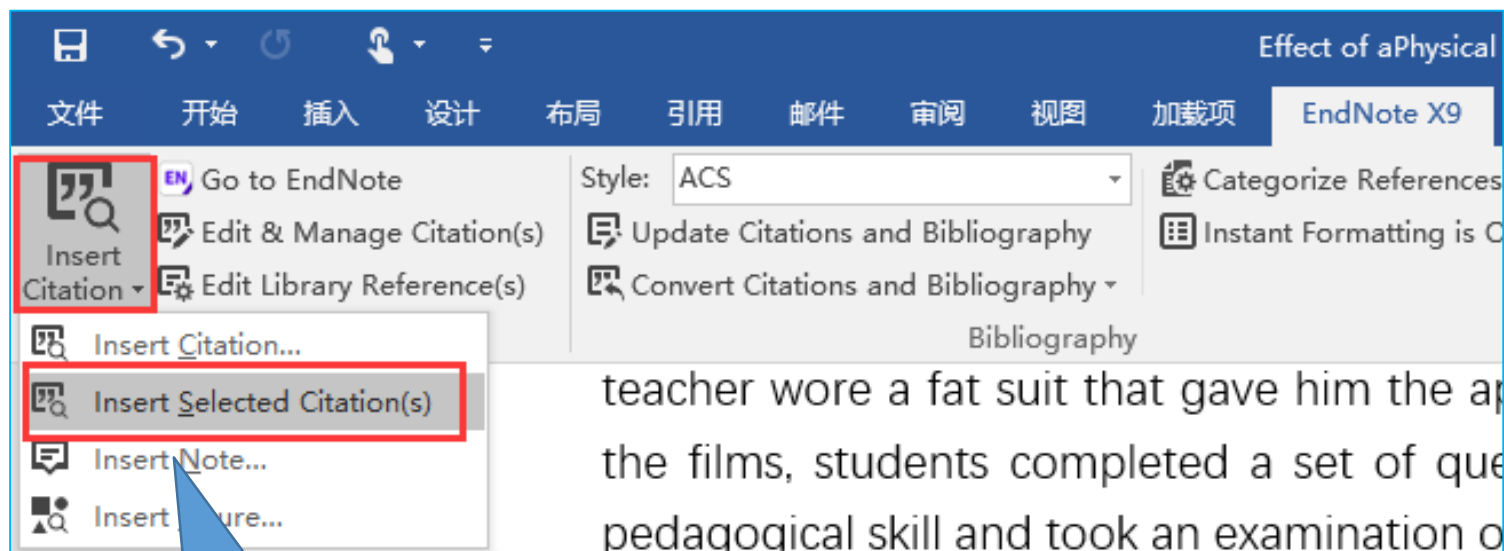 Effect of aPhysical
文件 开始 插入 设计 布局 引用 邮件 审阅 视图 加载项 EndNote X9
Insert Citation
Go to EndNote
Edit & Manage Citation(s)
Edit Library Reference(s)
Style: ACS
Update Citations and Bibliography
Convert Citations and Bibliography
Bibliography
Categorize References
Instant Formatting is
Insert Citation...
Insert Selected Citation(s)
Insert Note...
Insert
teacher wore a fat suit that gave him the
the films, students completed a set of
pedagogical skill and took an examination